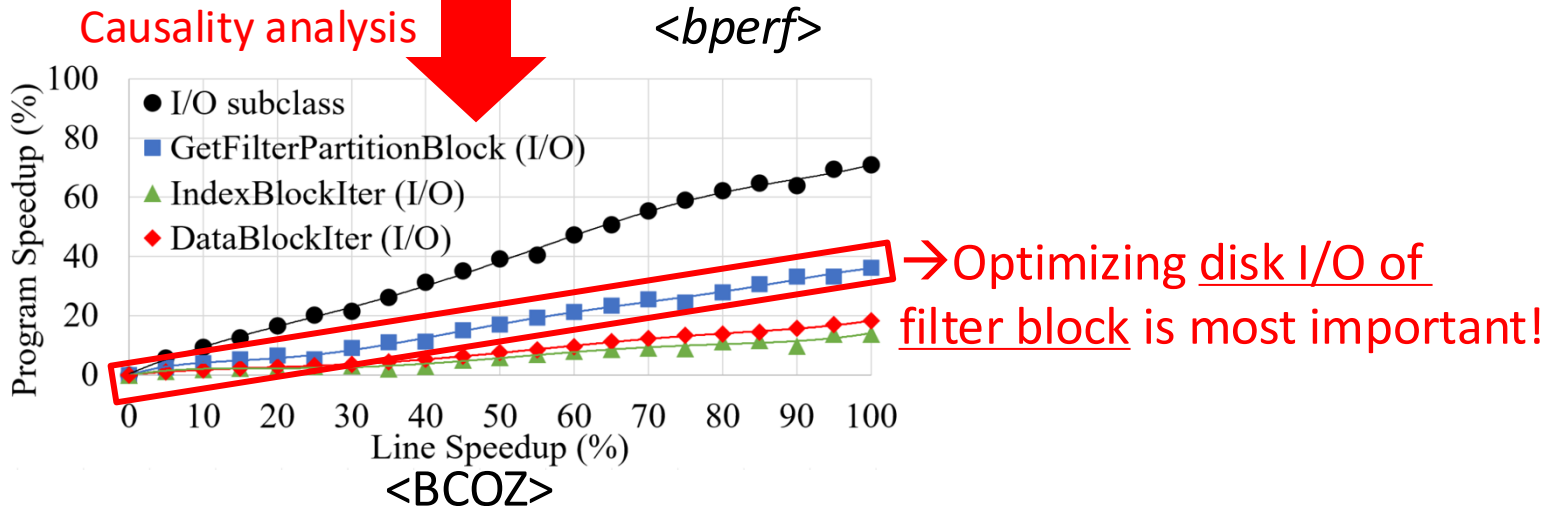 Causality analysis
<bperf>
100
80
60
40
20
0
Program Speedup (%)
I/O subclass
GetFilterPartitionBlock (I/O)
IndexBlockIter (I/O)
DataBlockIter (I/O)
→Optimizing disk I/O of
filter block is most important!
0 10 20 30 40 50 60 70 80 90 100
Line Speedup (%)
<BCOZ>